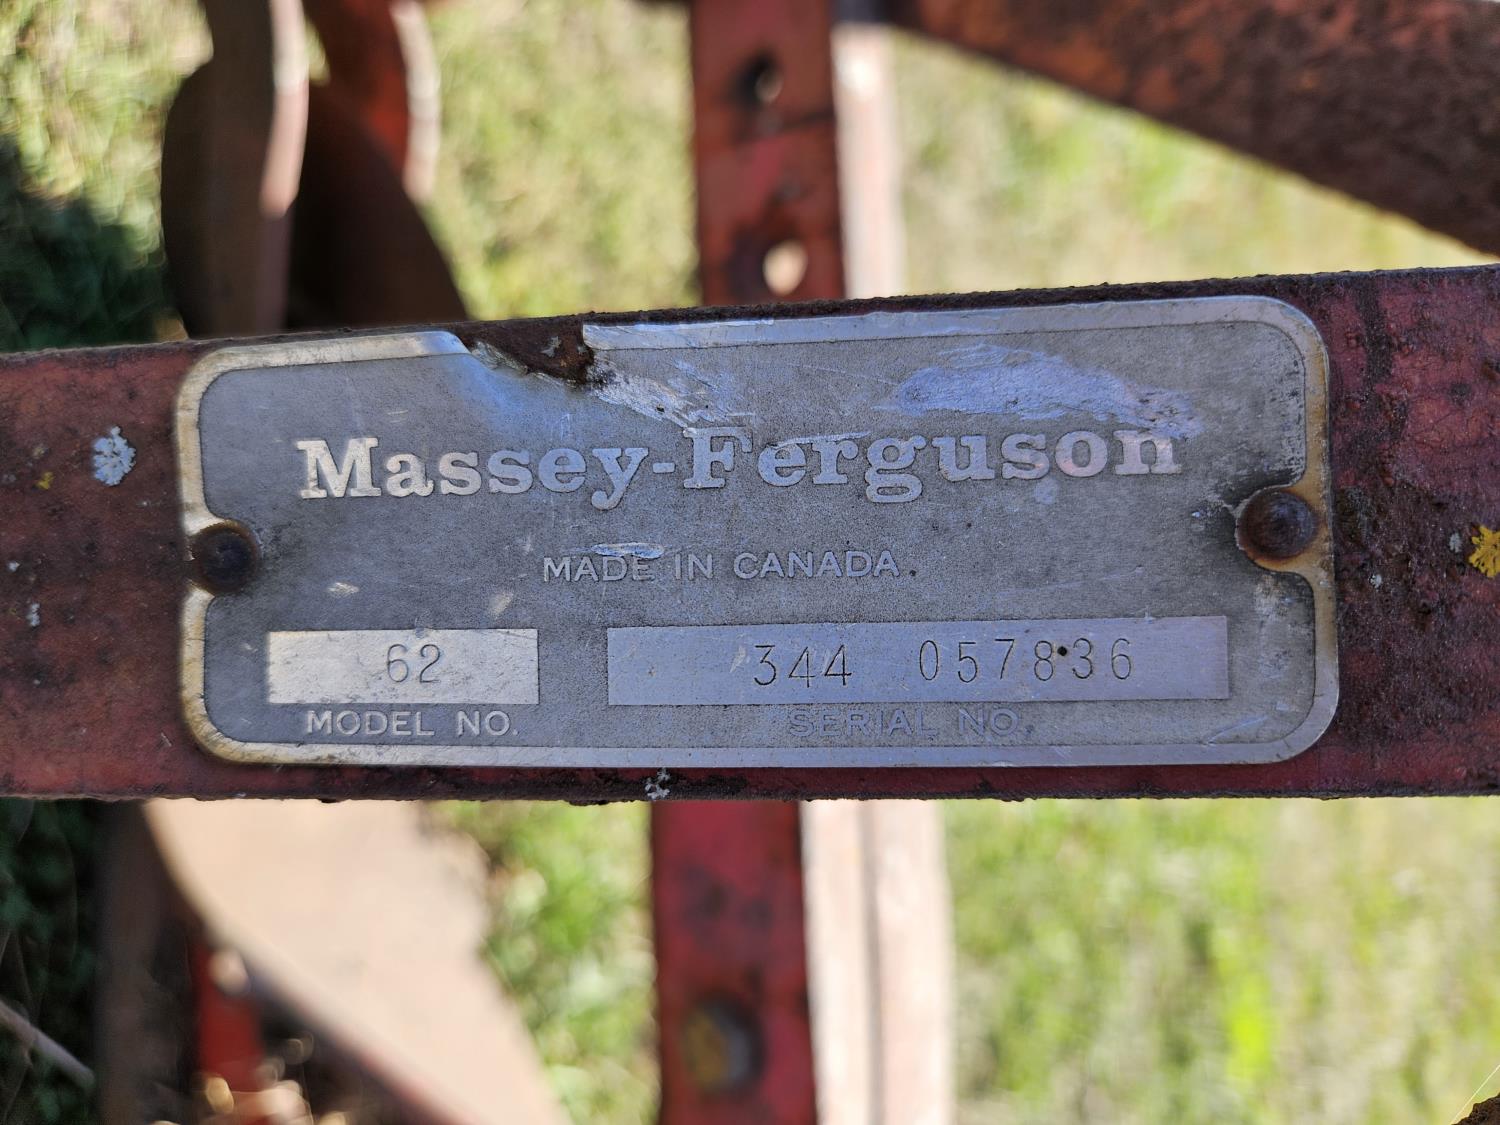 Massey-Ferguson
MADE IN CANADA.
62 344 057836
MODEL NO. SERIAL NO.